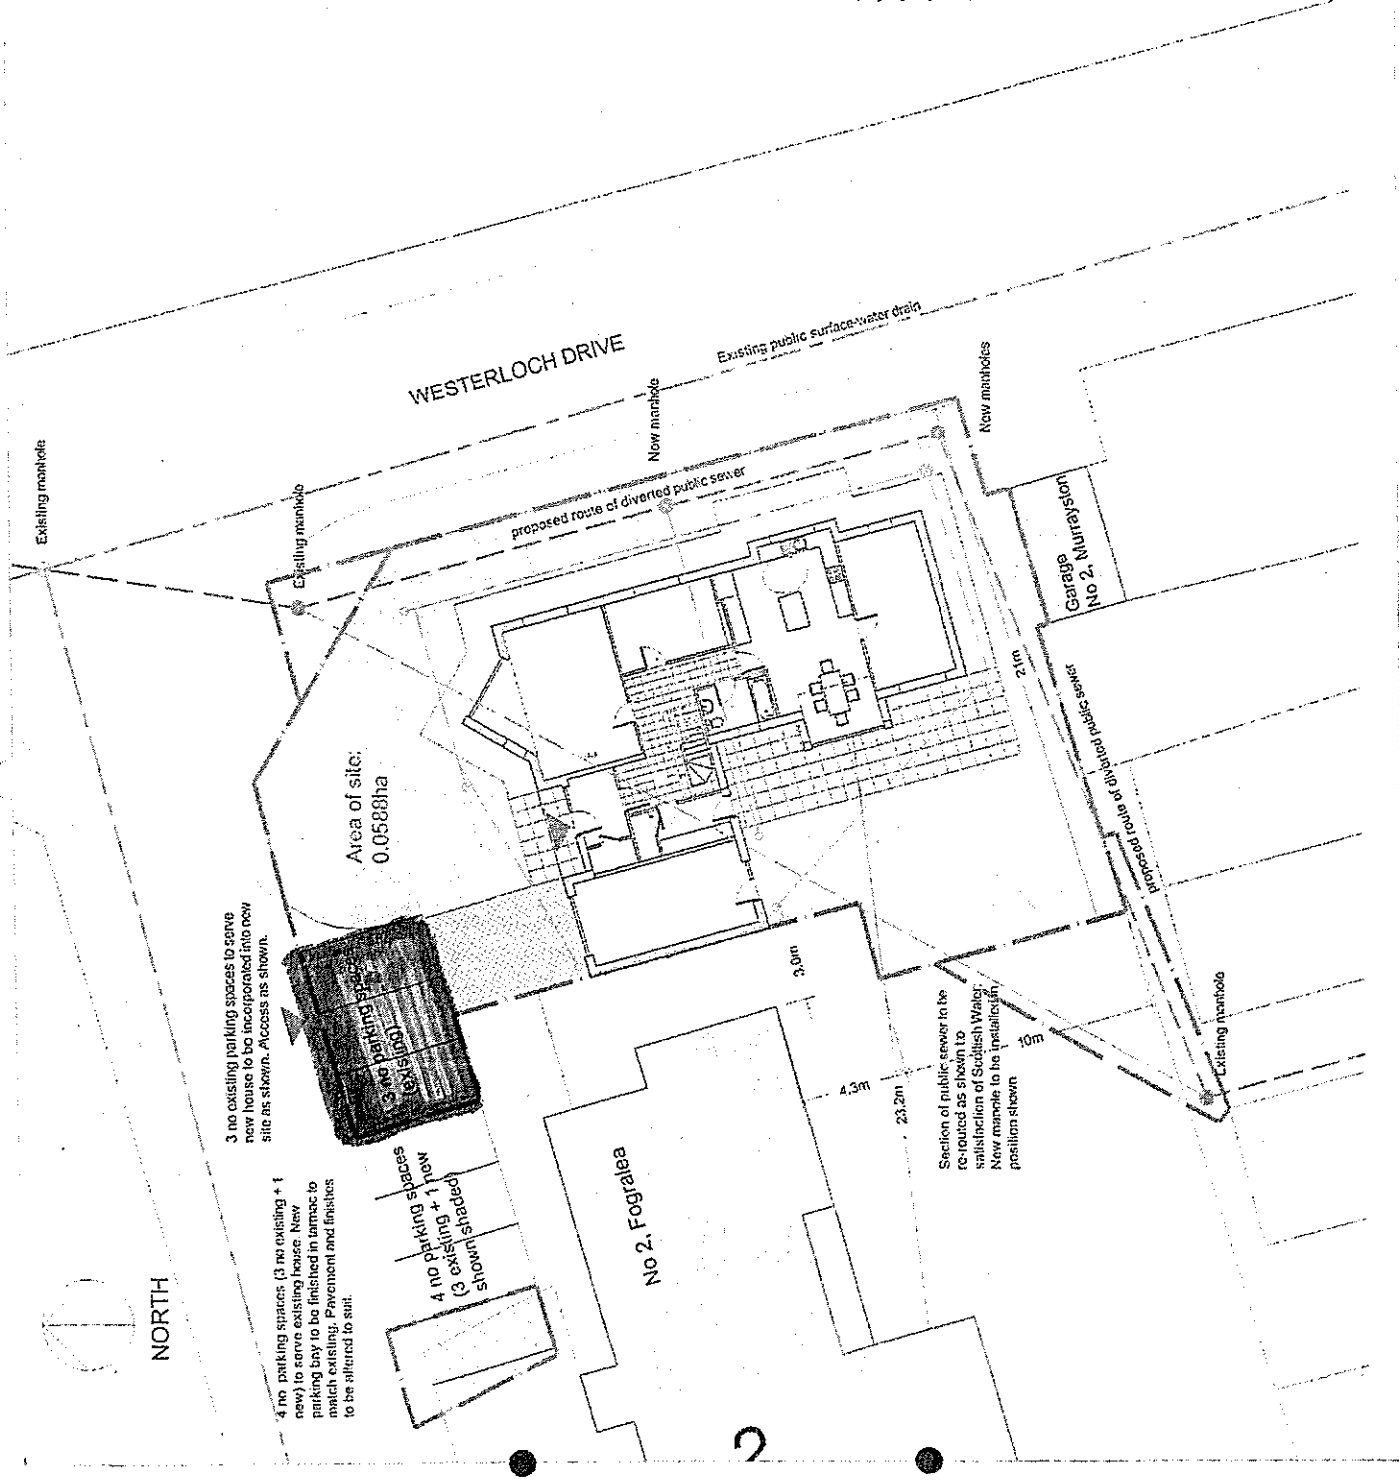 Existing manhole
Existing manhole
WESTERLOCH DRIVE
New manhole
Existing public surface-water drain
New manholes
proposed route of diverted public sewer
Area of site:
0.0588ha
Garage
No 2, Murrayston
21m
proposed route of diverted public sewer
3 no existing parking spaces to serve
new house to be incorporated into new
site as shown. Access as shown.
3 no parking spaces
(existing)
3.0m
4 no parking spaces (3 no existing + 1
new) to serve existing house. New
parking bay to be finished in tarmac to
match existing. Pavement and finishes
to be altered to suit.
4 no parking spaces
(3 existing + 1 new
shown shaded)
No 2, Fogralea
4.3m
23.2m
10m
Section of public sewer to be
re-routed as shown to
satisfaction of Scottish Water.
New manhole to be installed in
position shown
Existing manhole
NORTH
2